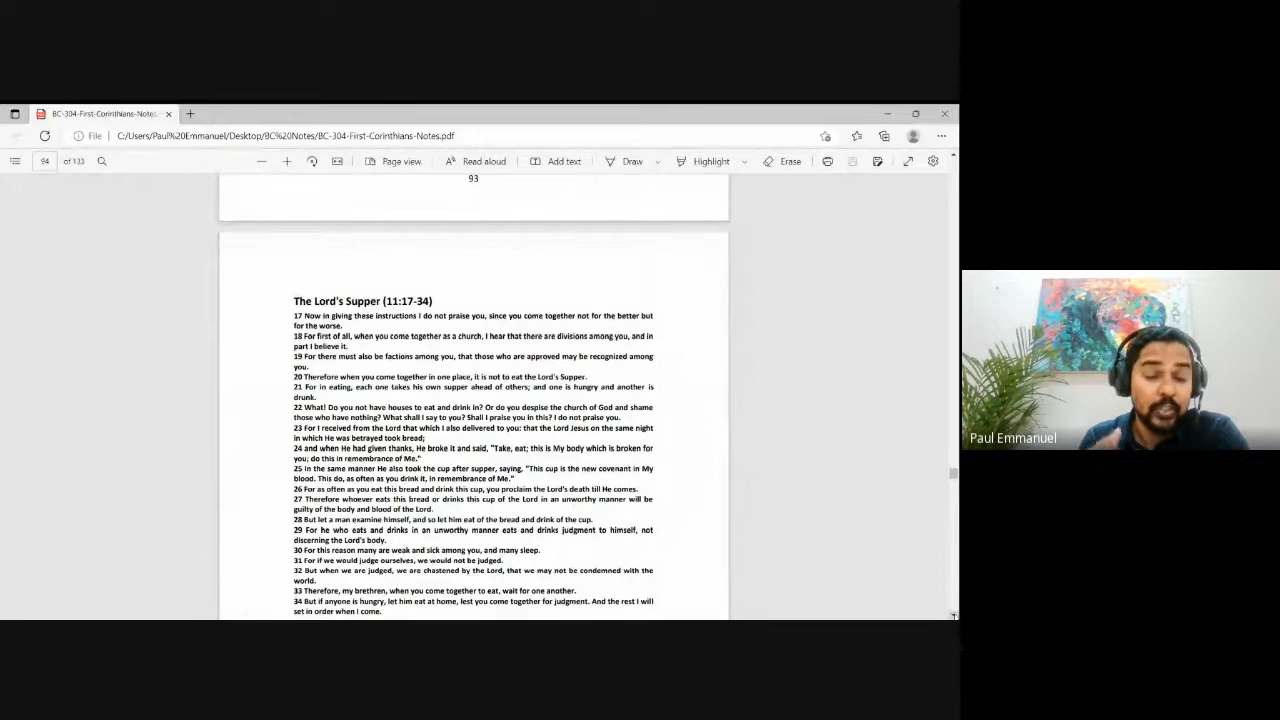 BC-304-First-Corinthians-Notes.
File
C:/Users/Paul%20Emmanuel/Desktop/BC%20Notes/BC-304-First-Corinthians-Notes.pdf
94 of 133
Page view
Read aloud
Add text
Draw
Highlight
Erase
93
The Lord's Supper (11:17-34)
17 Now in giving these instructions I do not praise you, since you come together not for the better but
for the worse.
18 For first of all, when you come together as a church, I hear that there are divisions among you, and in
part I believe it.
19 For there must also be factions among you, that those who are approved may be recognized among
you.
20 Therefore when you come together in one place, it is not to eat the Lord's Supper.
21 For in eating, each one takes his own supper ahead of others; and one is hungry and another is
drunk.
22 What! Do you not have houses to eat and drink in? Or do you despise the church of God and shame
those who have nothing? What shall I say to you? Shall I praise you in this? I do not praise you.
23 For I received from the Lord that which I also delivered to you: that the Lord Jesus on the same night
in which He was betrayed took bread;
24 and when He had given thanks, He broke it and said, "Take, eat; this is My body which is broken for
you; do this in remembrance of Me."
25 In the same manner He also took the cup after supper, saying, "This cup is the new covenant in My
blood. This do, as often as you drink it, in remembrance of Me."
26 For as often as you eat this bread and drink this cup, you proclaim the Lord's death till He comes.
27 Therefore whoever eats this bread or drinks this cup of the Lord in an unworthy manner will be
guilty of the body and blood of the Lord.
28 But let a man examine himself, and so let him eat of the bread and drink of the cup.
29 For he who eats and drinks in an unworthy manner eats and drinks judgment to himself, not
discerning the Lord's body.
30 For this reason many are weak and sick among you, and many sleep.
31 For if we would judge ourselves, we would not be judged.
32 But when we are judged, we are chastened by the Lord, that we may not be condemned with the
world.
33 Therefore, my brethren, when you come together to eat, wait for one another.
34 But if anyone is hungry, let him eat at home, lest you come together for judgment. And the rest I will
set in order when I come.
Paul Emmanuel